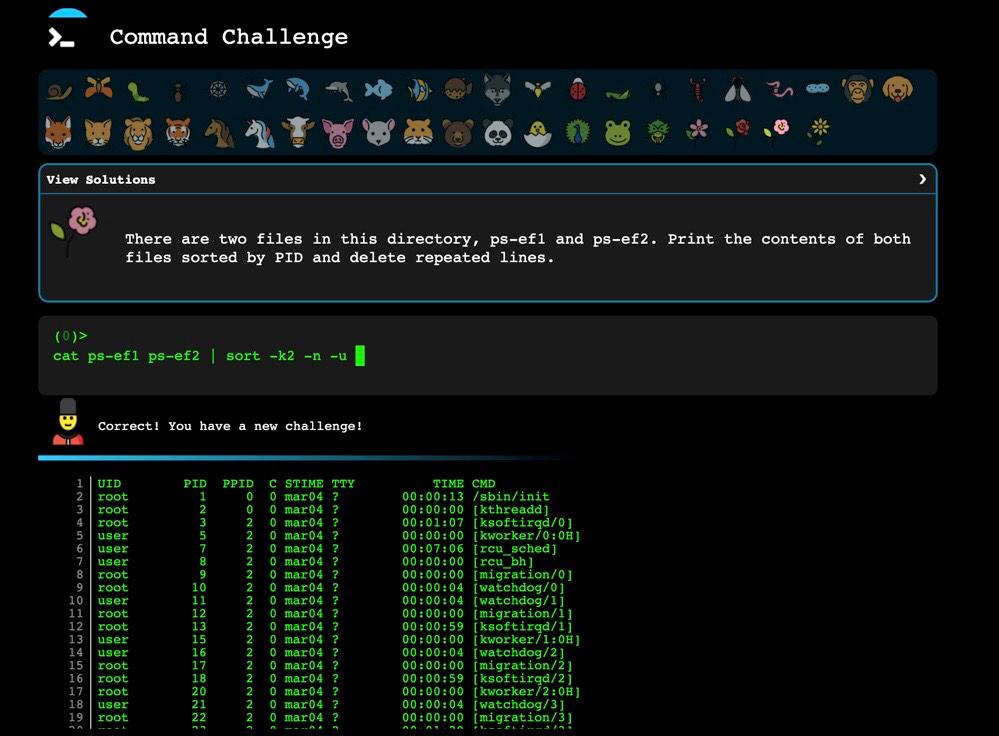 Command Challenge
View Solutions
There are two files in this directory, ps-ef1 and ps-ef2. Print the contents of both
files sorted by PID and delete repeated lines.
(0)>
cat ps-ef1 ps-ef2 | sort -k2 -n -u
Correct! You have a new challenge!
1 UID PID PPID C STIME TTY TIME CMD
2 root 1 0 0 mar04 ? 00:00:13 /sbin/init
3 root 2 0 0 mar04 ? 00:00:00 [kthreadd]
4 root 3 2 0 mar04 ? 00:01:07 [ksoftirqd/0]
5 user 5 2 0 mar04 ? 00:00:00 [kworker/0:0H]
6 user 7 2 0 mar04 ? 00:07:06 [rcu_sched]
7 user 8 2 0 mar04 ? 00:00:00 [rcu_bh]
8 root 9 2 0 mar04 ? 00:00:00 [migration/0]
9 root 10 2 0 mar04 ? 00:00:04 [watchdog/0]
10 user 11 2 0 mar04 ? 00:00:04 [watchdog/1]
11 root 12 2 0 mar04 ? 00:00:00 [migration/1]
12 root 13 2 0 mar04 ? 00:00:59 [ksoftirqd/1]
13 user 15 2 0 mar04 ? 00:00:00 [kworker/1:0H]
14 user 16 2 0 mar04 ? 00:00:04 [watchdog/2]
15 root 17 2 0 mar04 ? 00:00:00 [migration/2]
16 root 18 2 0 mar04 ? 00:00:59 [ksoftirqd/2]
17 root 20 2 0 mar04 ? 00:00:00 [kworker/2:0H]
18 user 21 2 0 mar04 ? 00:00:04 [watchdog/3]
19 root 22 2 0 mar04 ? 00:00:00 [migration/3]